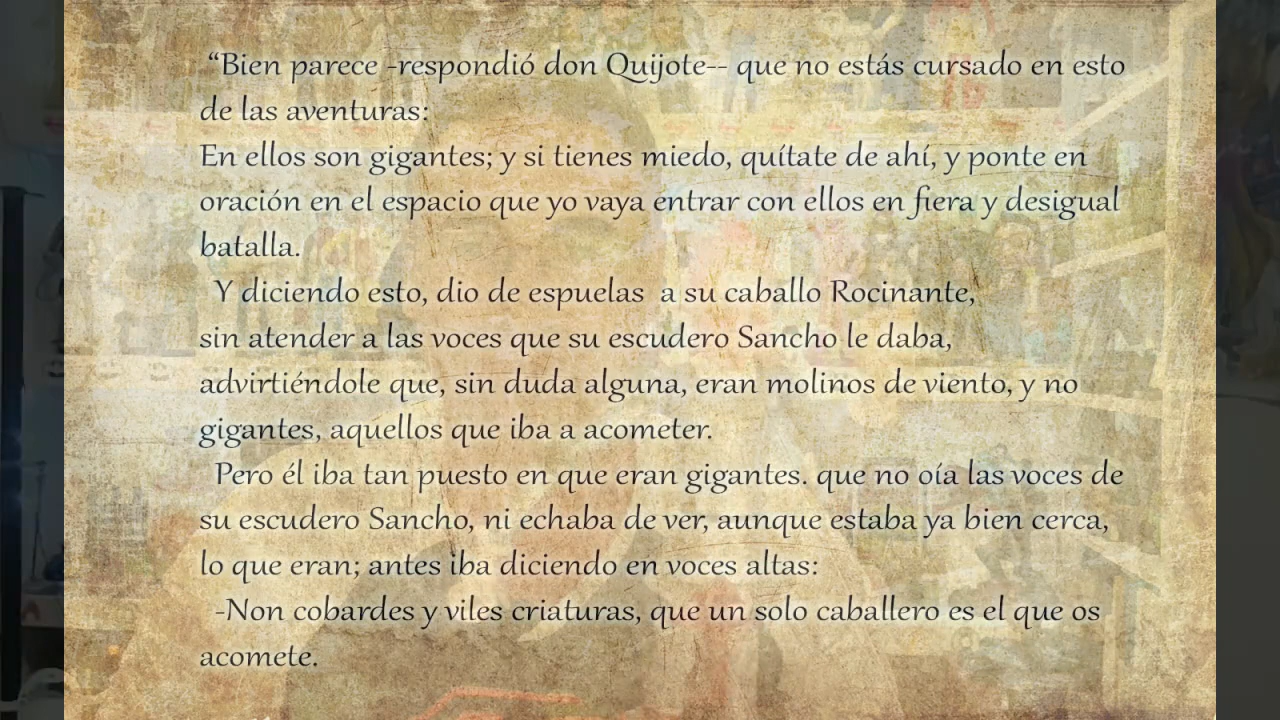 “Bien parece -respondió don Quijote-- que no estás cursado en esto
de las aventuras:
En ellos son gigantes; y si tienes miedo, quítate de ahí, y ponte en
oración en el espacio que yo vaya entrar con ellos en fiera y desigual
batalla.
Y diciendo esto, dio de espuelas a su caballo Rocinante,
sin atender a las voces que su escudero Sancho le daba,
advirtiéndole que, sin duda alguna, eran molinos de viento, y no
gigantes, aquellos que iba a acometer.
Pero él iba tan puesto en que eran gigantes. que no oía las voces de
su escudero Sancho, ni echaba de ver, aunque estaba ya bien cerca,
lo que eran; antes iba diciendo en voces altas:
-Non cobardes y viles criaturas, que un solo caballero es el que os
acomete.